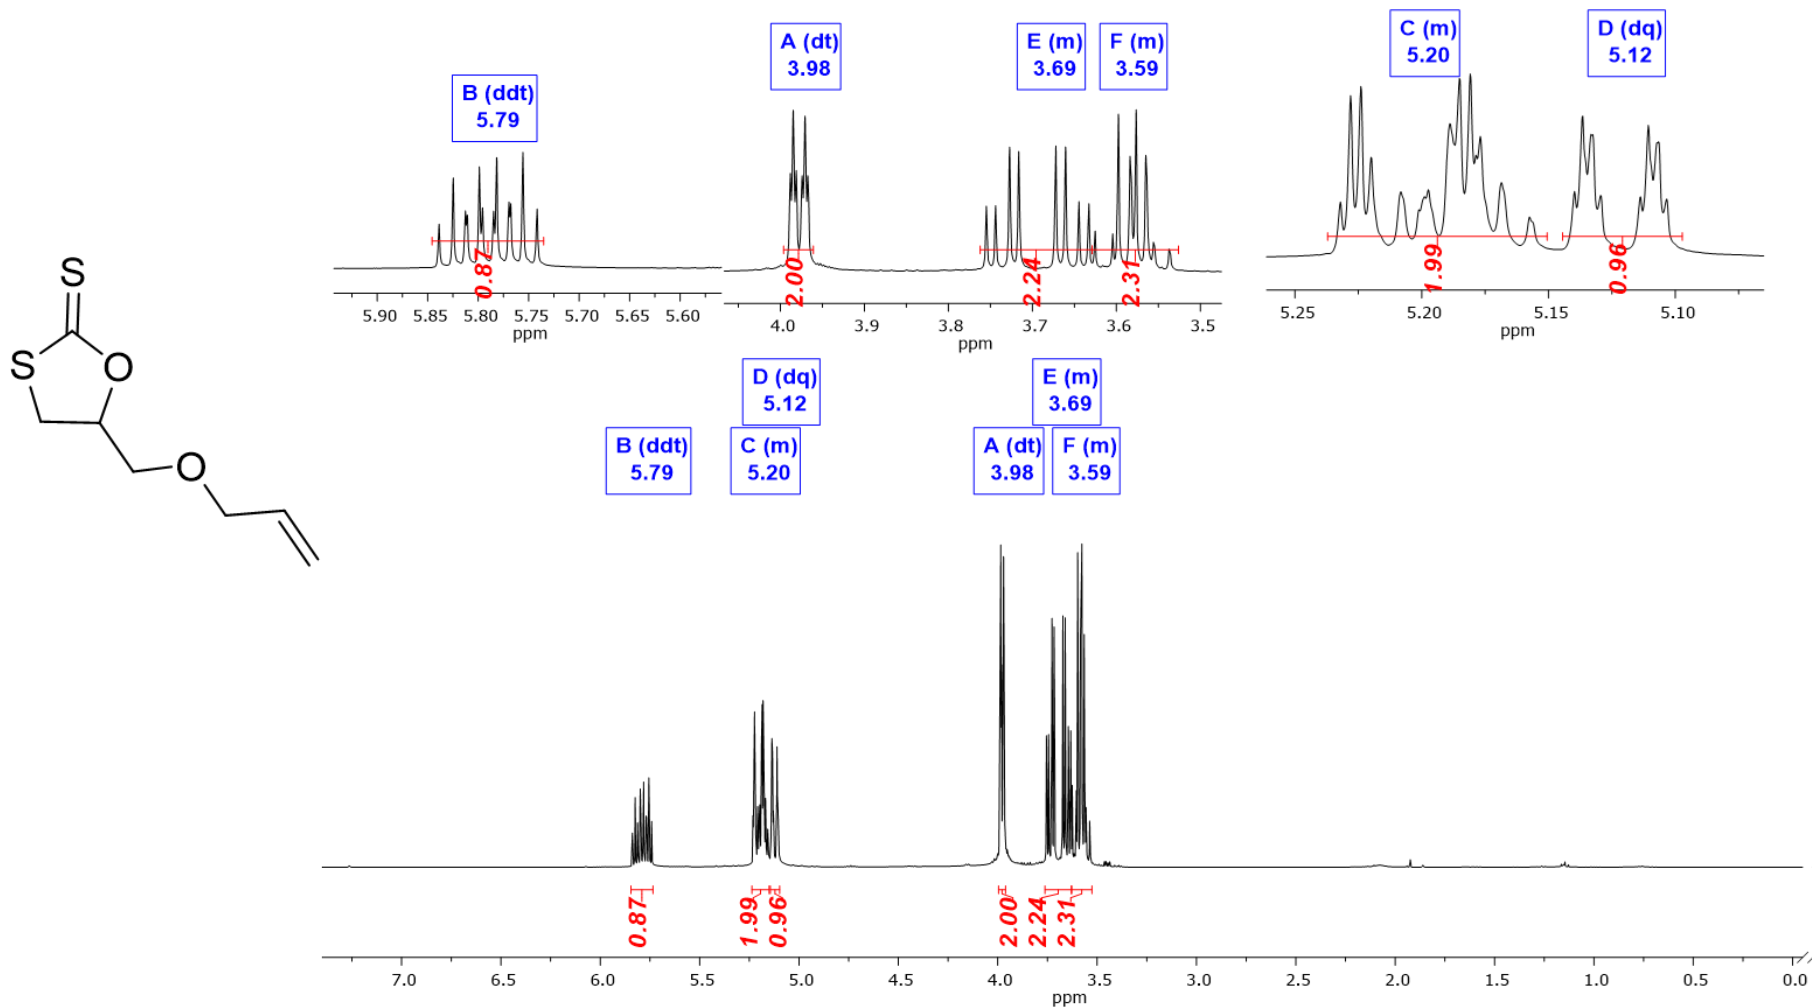 A (dt)
3.98
E (m)
3.69
F (m)
3.59
C (m)
5.20
D (dq)
5.12
B (ddt)
5.79
0.87
2.00
2.24
2.31
1.99
0.96
5.90 5.85 5.80 5.75 5.70 5.65 5.60
ppm
4.0 3.9 3.8 3.7 3.6 3.5
ppm
5.25 5.20 5.15 5.10
ppm
S
S
O
O
D (dq)
5.12
E (m)
3.69
B (ddt)
5.79
C (m)
5.20
A (dt)
3.98
F (m)
3.59
0.87
1.99
0.96
2.00
2.24
2.31
7.0 6.5 6.0 5.5 5.0 4.5 4.0 3.5 3.0 2.5 2.0 1.5 1.0 0.5 0.0
ppm